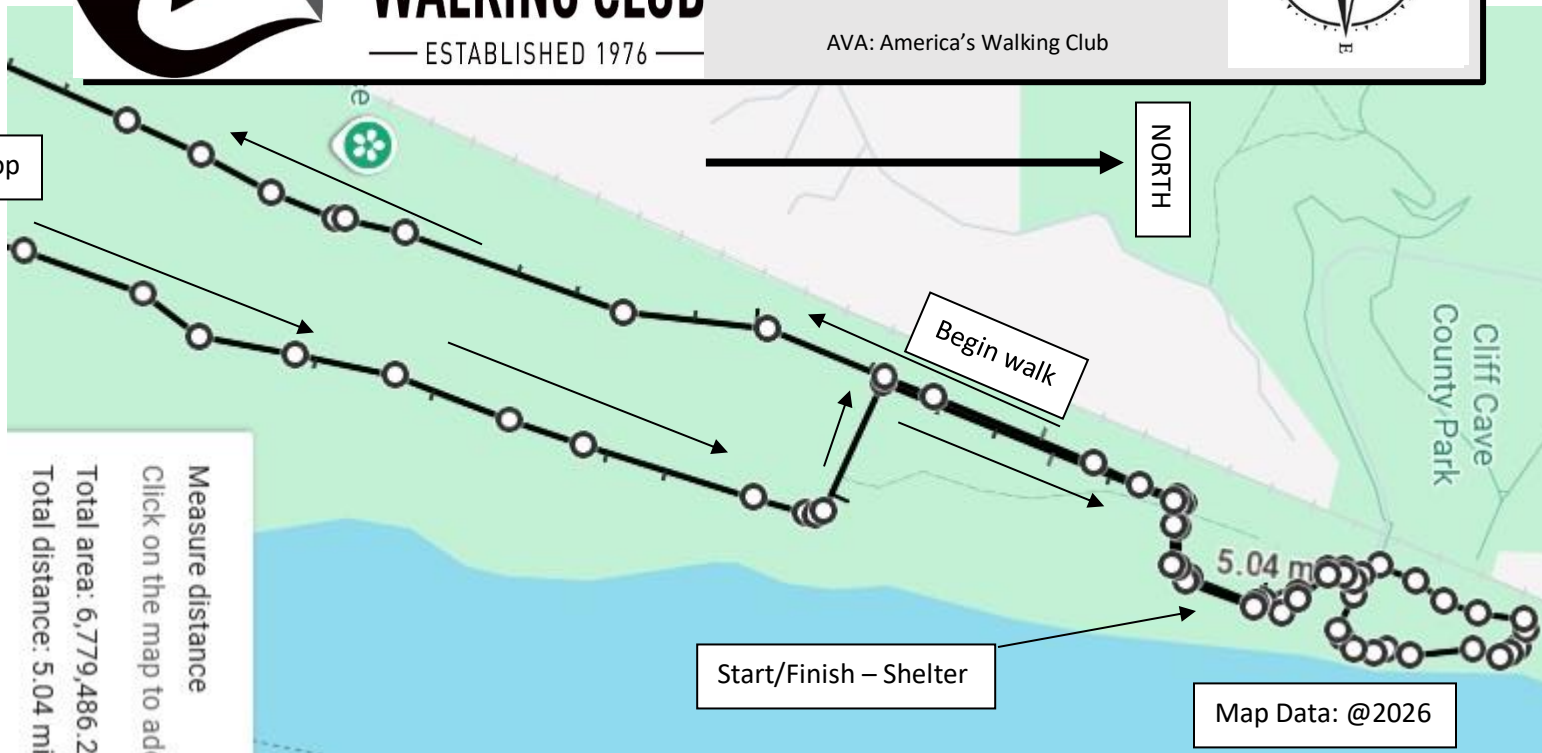 WALKING CLUB
ESTABLISHED 1976
AVA: America's Walking Club
E
NORTH
Begin walk
Cliff Cave
County Park
5.04 m
Measure distance
Click on the map to add
Total area: 6,779,486.2
Total distance: 5.04 mi
Start/Finish – Shelter
Map Data: @2026